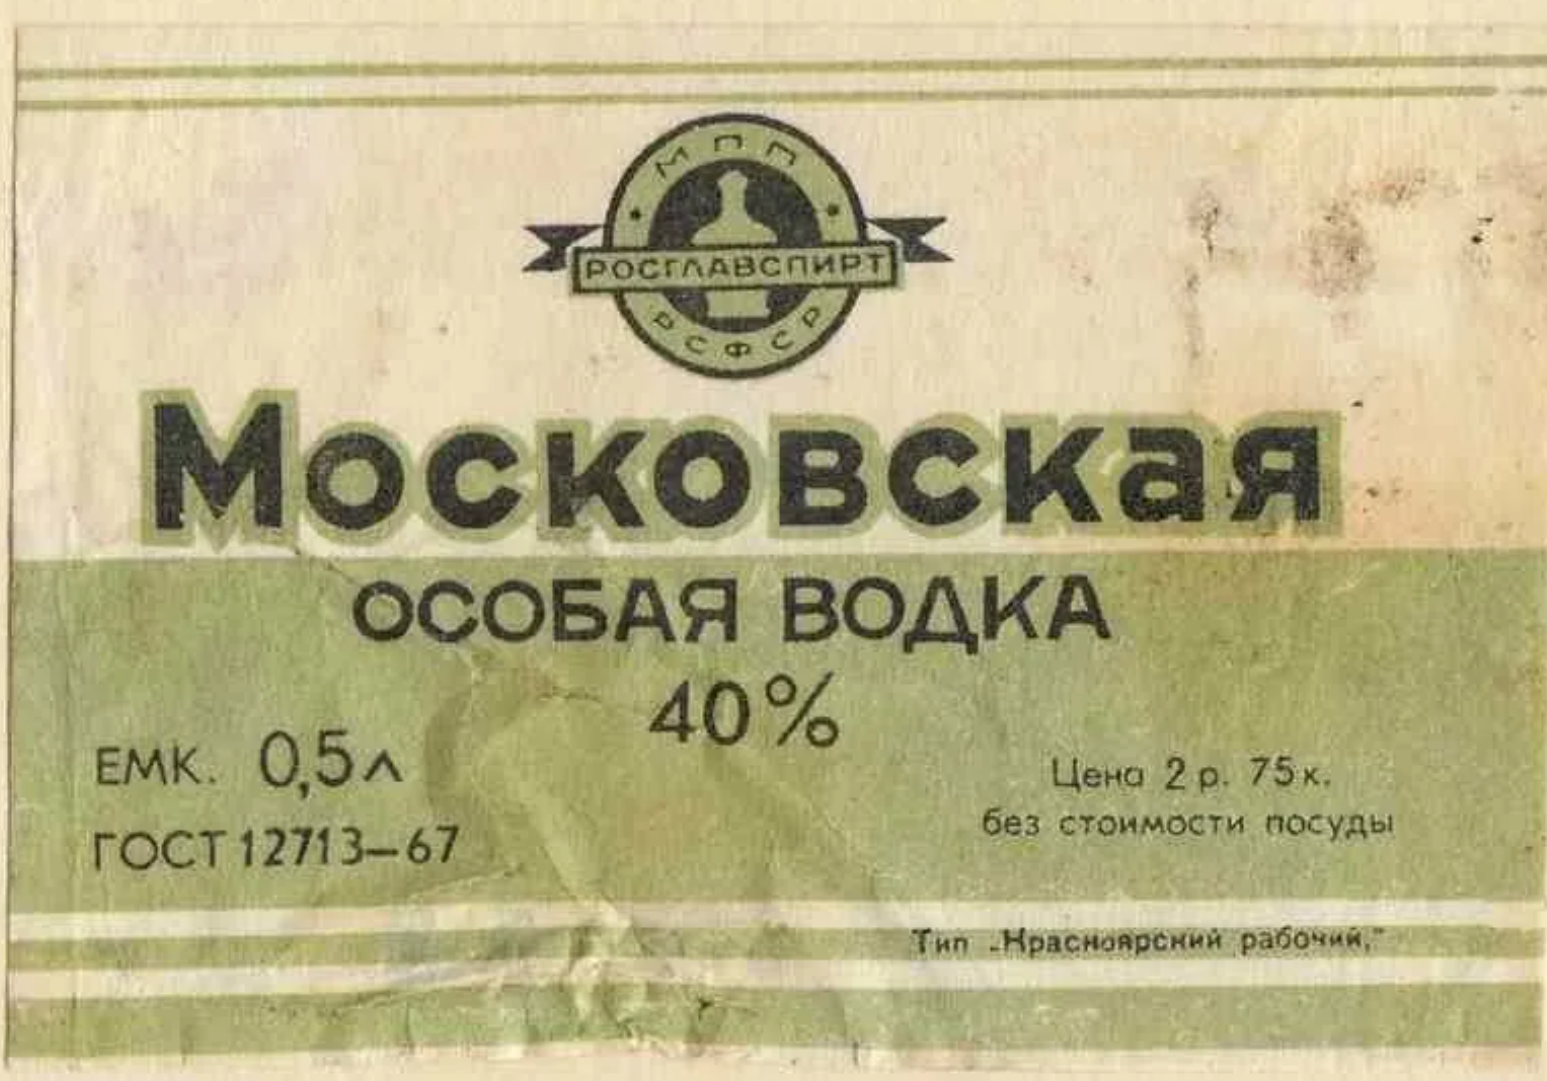 МПП
РОСГЛАВСПИРТ
РСФСР
Московская
ОСОБАЯ ВОДКА
40%
ЕМК. 0,5л
ГОСТ 12713–67
Цена 2 р. 75 к.
без стоимости посуды
Тип „Красноярский рабочий,"